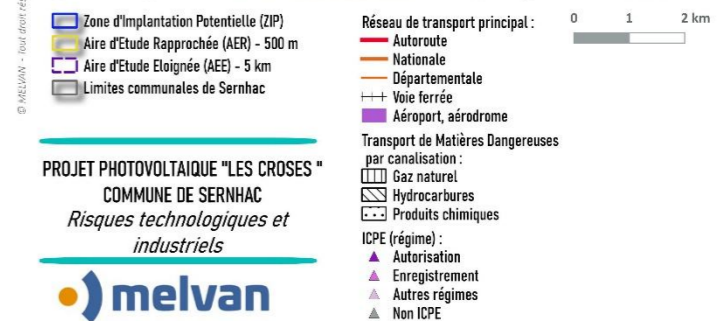 © MELVAN - Tout droit rés
Zone d'Implantation Potentielle (ZIP)
Aire d'Etude Rapprochée (AER) - 500 m
Aire d'Etude Eloignée (AEE) - 5 km
Limites communales de Sernhac
PROJET PHOTOVOLTAIQUE "LES CROSES "
COMMUNE DE SERNHAC
Risques technologiques et
industriels
melvan
Réseau de transport principal :
Autoroute
Nationale
Départementale
Voie ferrée
Aéroport, aérodrome
Transport de Matières Dangereuses
par canalisation :
Gaz naturel
Hydrocarbures
Produits chimiques
ICPE (régime) :
Autorisation
Enregistrement
Autres régimes
Non ICPE
0 1 2 km